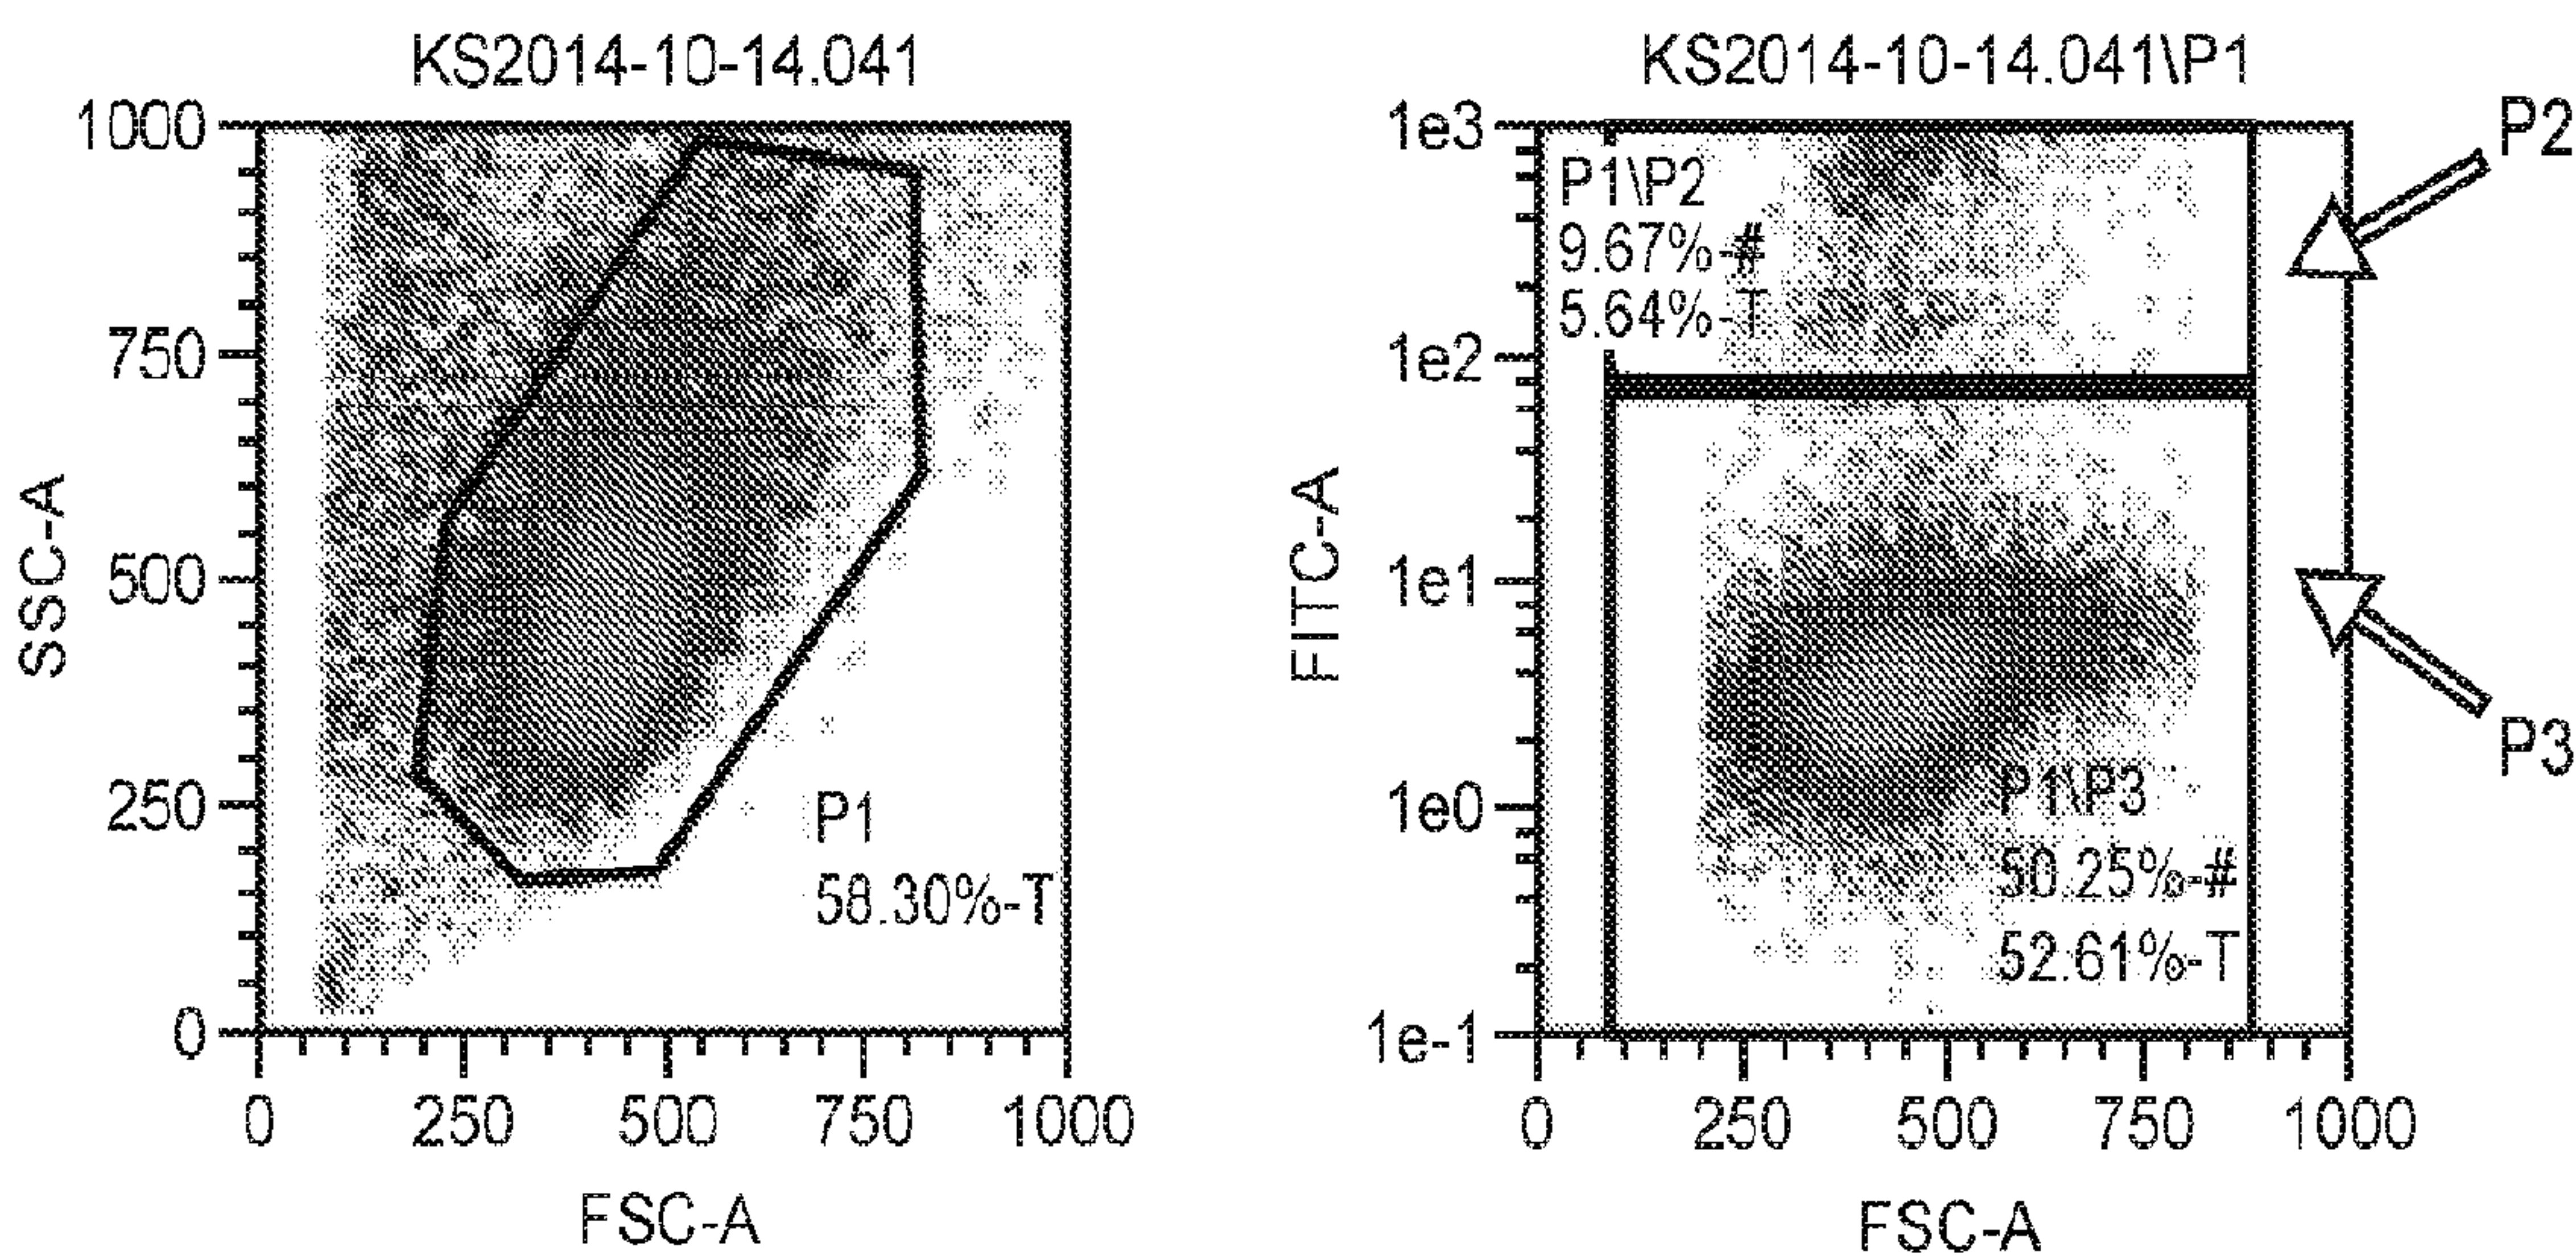 KS2014-10-14.041
1000
750
500
250
0
SSC-A
P1
58.30%-T
0 250 500 750 1000
FSC-A
KS2014-10-14.041\P1
1e3
1e2
1e1
1e0
1e-1
FITC-A
P1\P2
9.67%-#
5.64%-T
P1\P3
50.25%-#
52.61%-T
0 250 500 750 1000
FSC-A
P2
P3